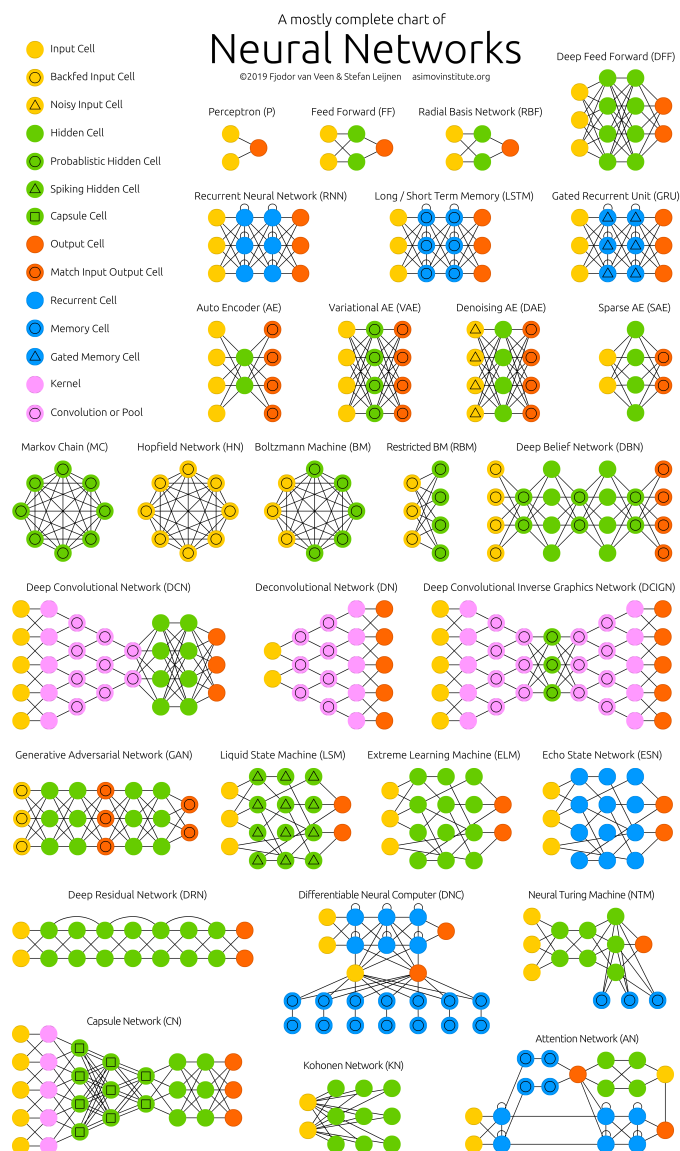 A mostly complete chart of
Neural Networks
©2019 Fjodor van Veen & Stefan Leijnen asimovinstitute.org
Input Cell
Backfed Input Cell
Noisy Input Cell
Hidden Cell
Probablistic Hidden Cell
Spiking Hidden Cell
Capsule Cell
Output Cell
Match Input Output Cell
Recurrent Cell
Memory Cell
Gated Memory Cell
Kernel
Convolution or Pool
Deep Feed Forward (DFF)
Perceptron (P)
Feed Forward (FF)
Radial Basis Network (RBF)
Recurrent Neural Network (RNN)
Long / Short Term Memory (LSTM)
Gated Recurrent Unit (GRU)
Auto Encoder (AE)
Variational AE (VAE)
Denoising AE (DAE)
Sparse AE (SAE)
Markov Chain (MC)
Hopfield Network (HN)
Boltzmann Machine (BM)
Restricted BM (RBM)
Deep Belief Network (DBN)
Deep Convolutional Network (DCN)
Deconvolutional Network (DN)
Deep Convolutional Inverse Graphics Network (DCIGN)
Generative Adversarial Network (GAN)
Liquid State Machine (LSM)
Extreme Learning Machine (ELM)
Echo State Network (ESN)
Deep Residual Network (DRN)
Differentiable Neural Computer (DNC)
Neural Turing Machine (NTM)
Capsule Network (CN)
Kohonen Network (KN)
Attention Network (AN)